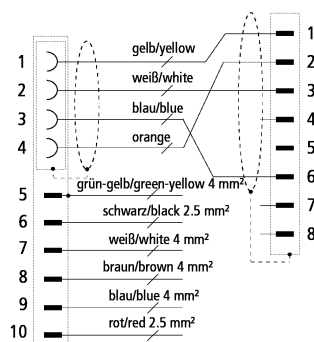 gelb/yellow
1
1
2
weiß/white
2
3
blau/blue
3
4
orange
4
5
6
grün-gelb/green-yellow 4 mm²
5
schwarz/black 2.5 mm²
7
6
weiß/white 4 mm²
8
7
braun/brown 4 mm²
8
blau/blue 4 mm²
9
rot/red 2.5 mm²
10